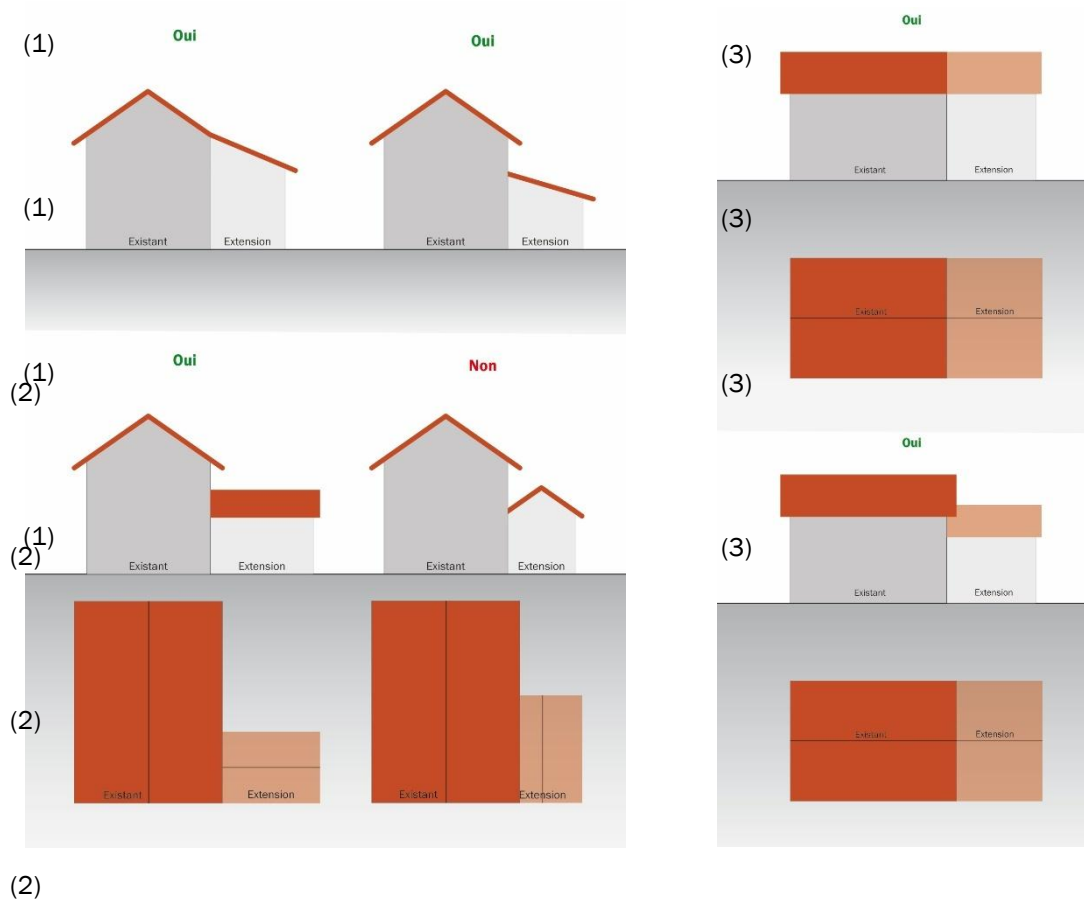 (1)
Oui
Oui
Existant
Extension
Existant
Extension
(1)
(1)
(2)
Oui
Non
Existant
Extension
Existant
Extension
(1)
(2)
Existant
Extension
Existant
Extension
(2)
(2)
Oui
(3)
Existant
Extension
(3)
Existant
Extension
(3)
Oui
Existant
Extension
(3)
Existant
Extension